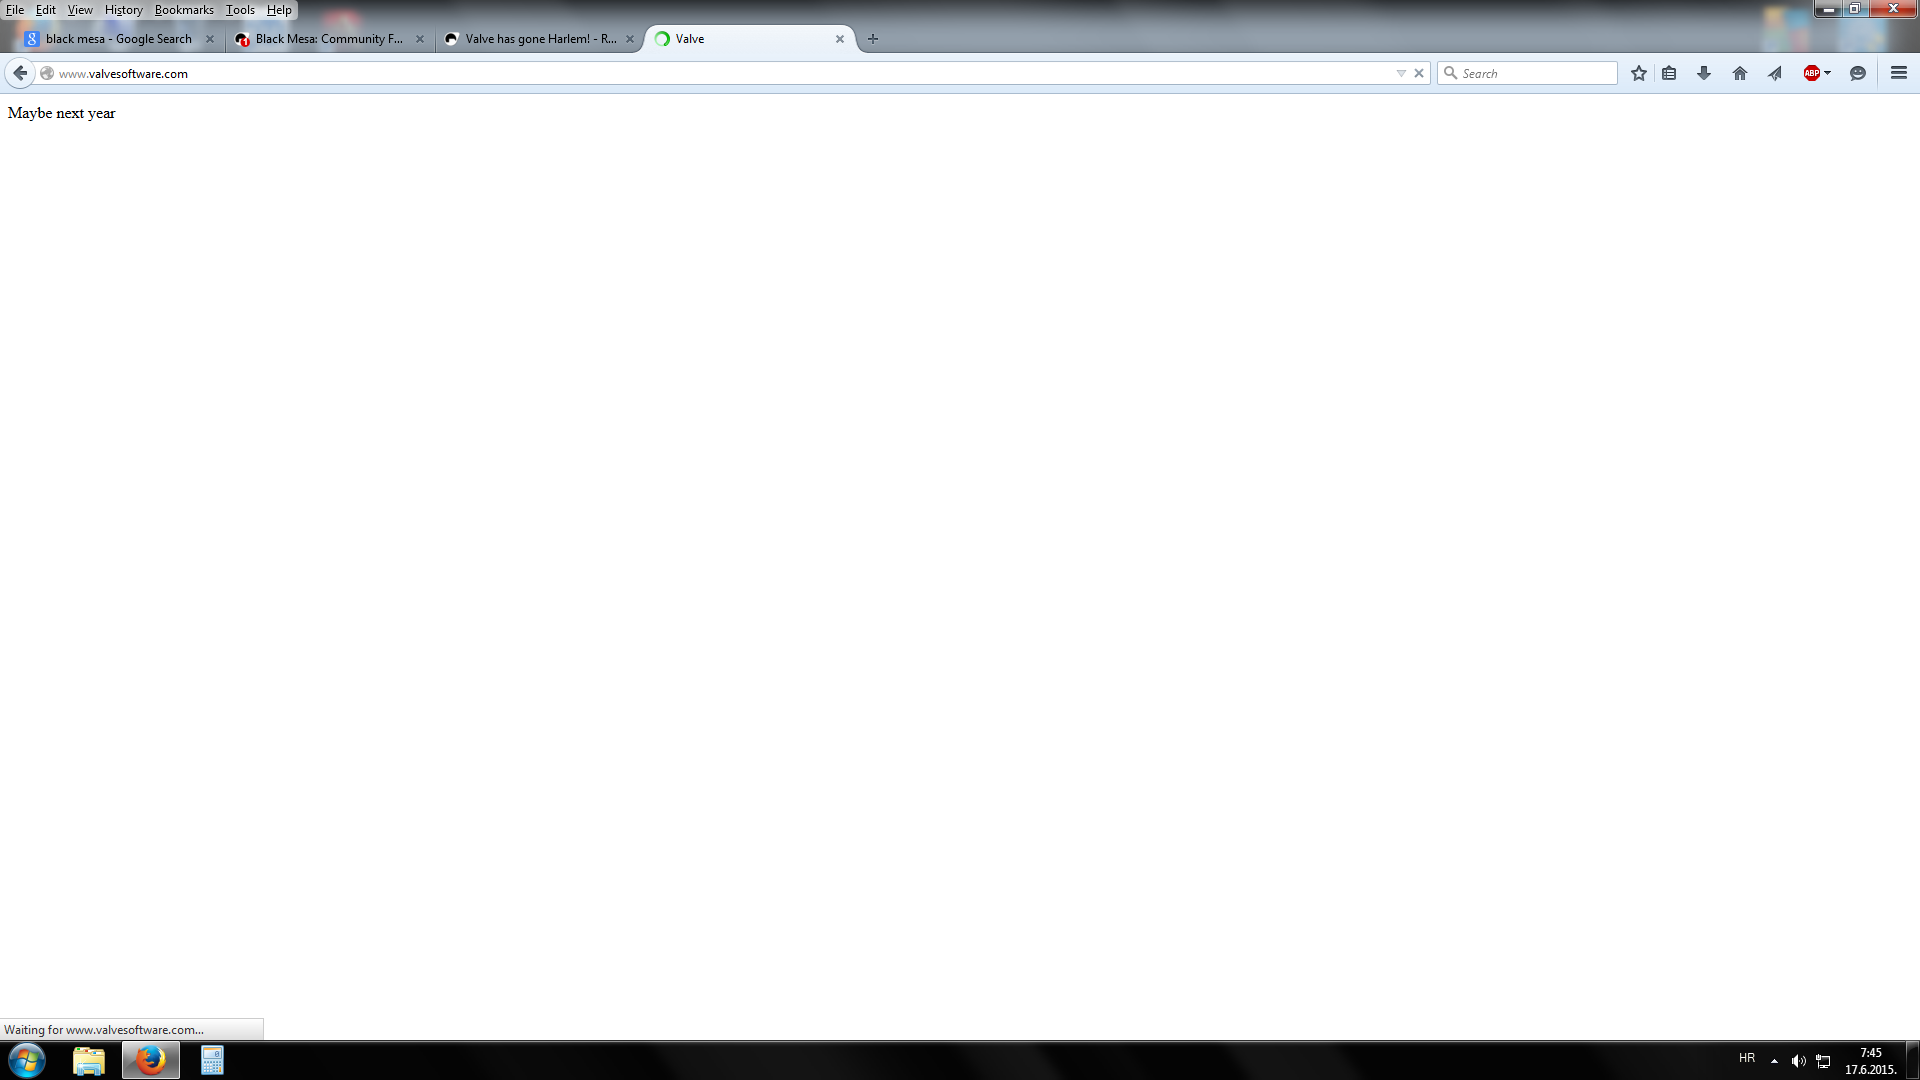 File Edit View History Bookmarks Tools Help
black mesa - Google Search
Black Mesa: Community F...
Valve has gone Harlem! - R...
Valve
www.valvesoftware.com
Search
ABP
Maybe next year
Waiting for www.valvesoftware.com...
HR
7:45
17.6.2015.